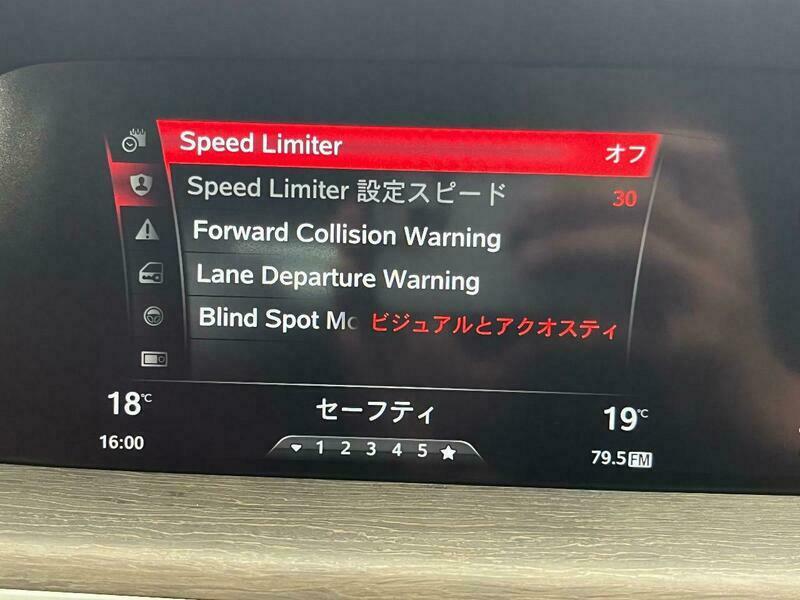 Speed Limiter オフ
Speed Limiter 設定スピード 30
Forward Collision Warning
Lane Departure Warning
Blind Spot Mo ビジュアルとアクオスティ
18℃ セーフティ 19℃
16:00 1 2 3 4 5 79.5 FM